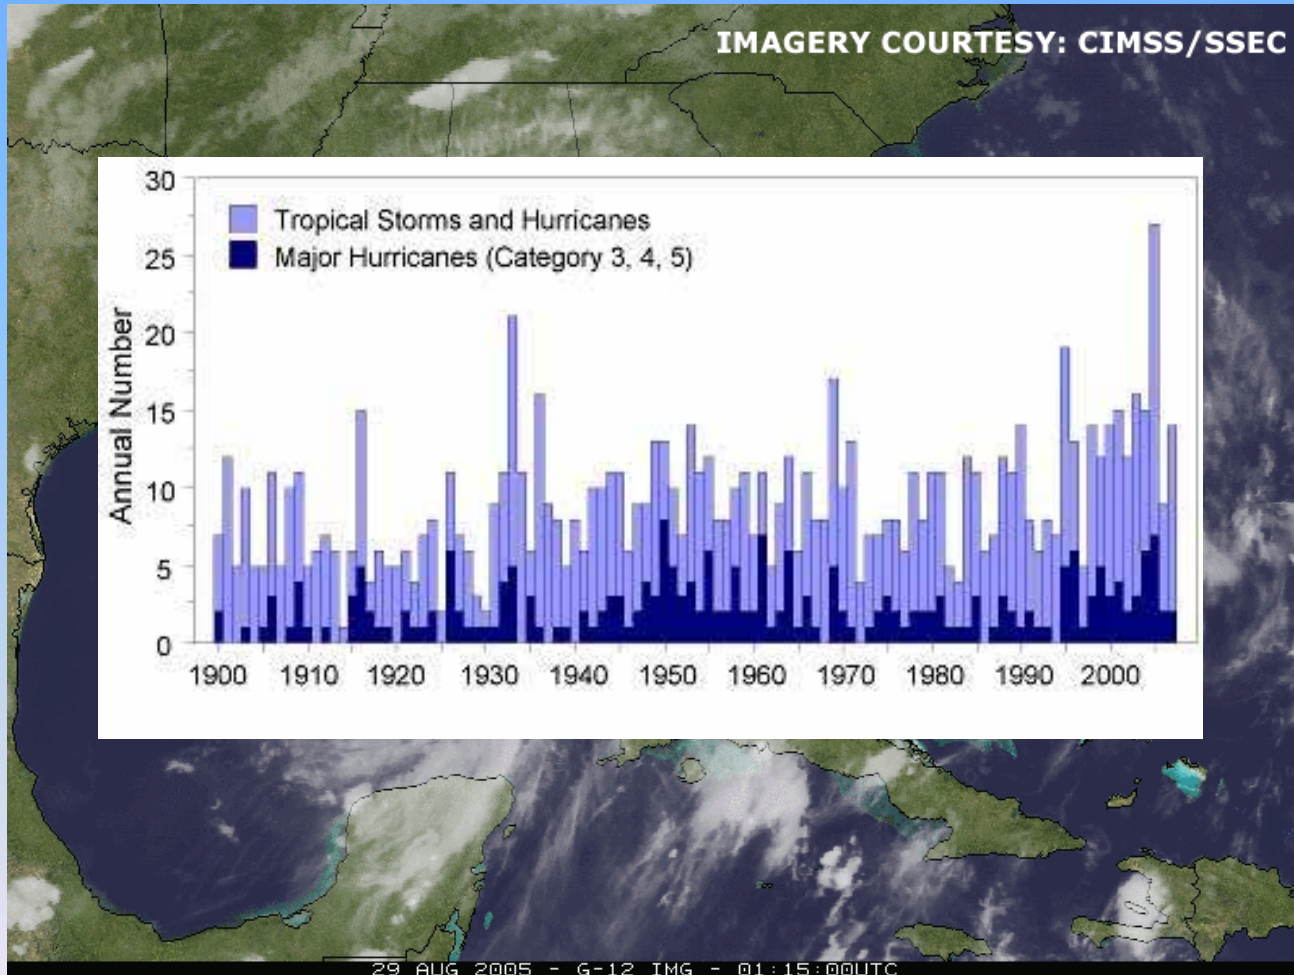 IMAGERY COURTESY: CIMSS/SSEC
30
25
20
15
10
5
0
Annual Number
Tropical Storms and Hurricanes
Major Hurricanes (Category 3, 4, 5)
1900 1910 1920 1930 1940 1950 1960 1970 1980 1990 2000
29 AUG 2005 - G-12 IMG - 01:15:00UTC